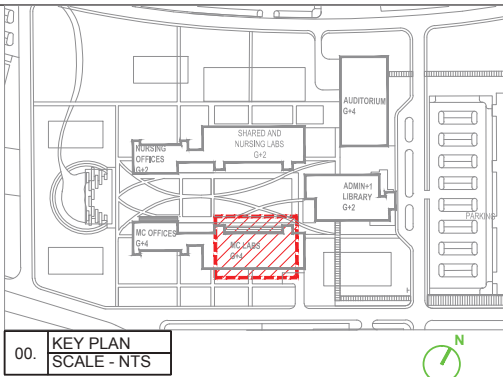 AUDITORIUM
G+4
SHARED AND
NURSING LABS
G+2
NURSING
OFFICES
G+2
ADMIN+1
LIBRARY
G+2
PARKING
MC OFFICES
G+4
MC LABS
G+4
00.
KEY PLAN
SCALE - NTS
N